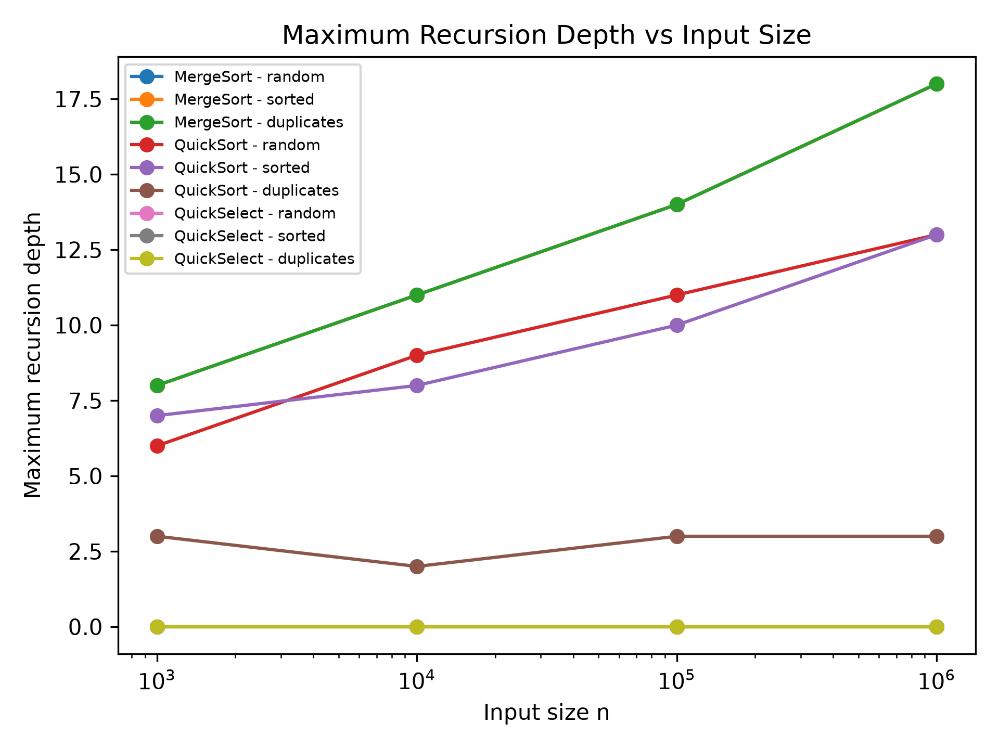 Maximum Recursion Depth vs Input Size
MergeSort - random
MergeSort - sorted
MergeSort - duplicates
QuickSort - random
QuickSort - sorted
QuickSort - duplicates
QuickSelect - random
QuickSelect - sorted
QuickSelect - duplicates
Maximum recursion depth
17.5
15.0
12.5
10.0
7.5
5.0
2.5
0.0
10³ 10⁴ 10⁵ 10⁶
Input size n